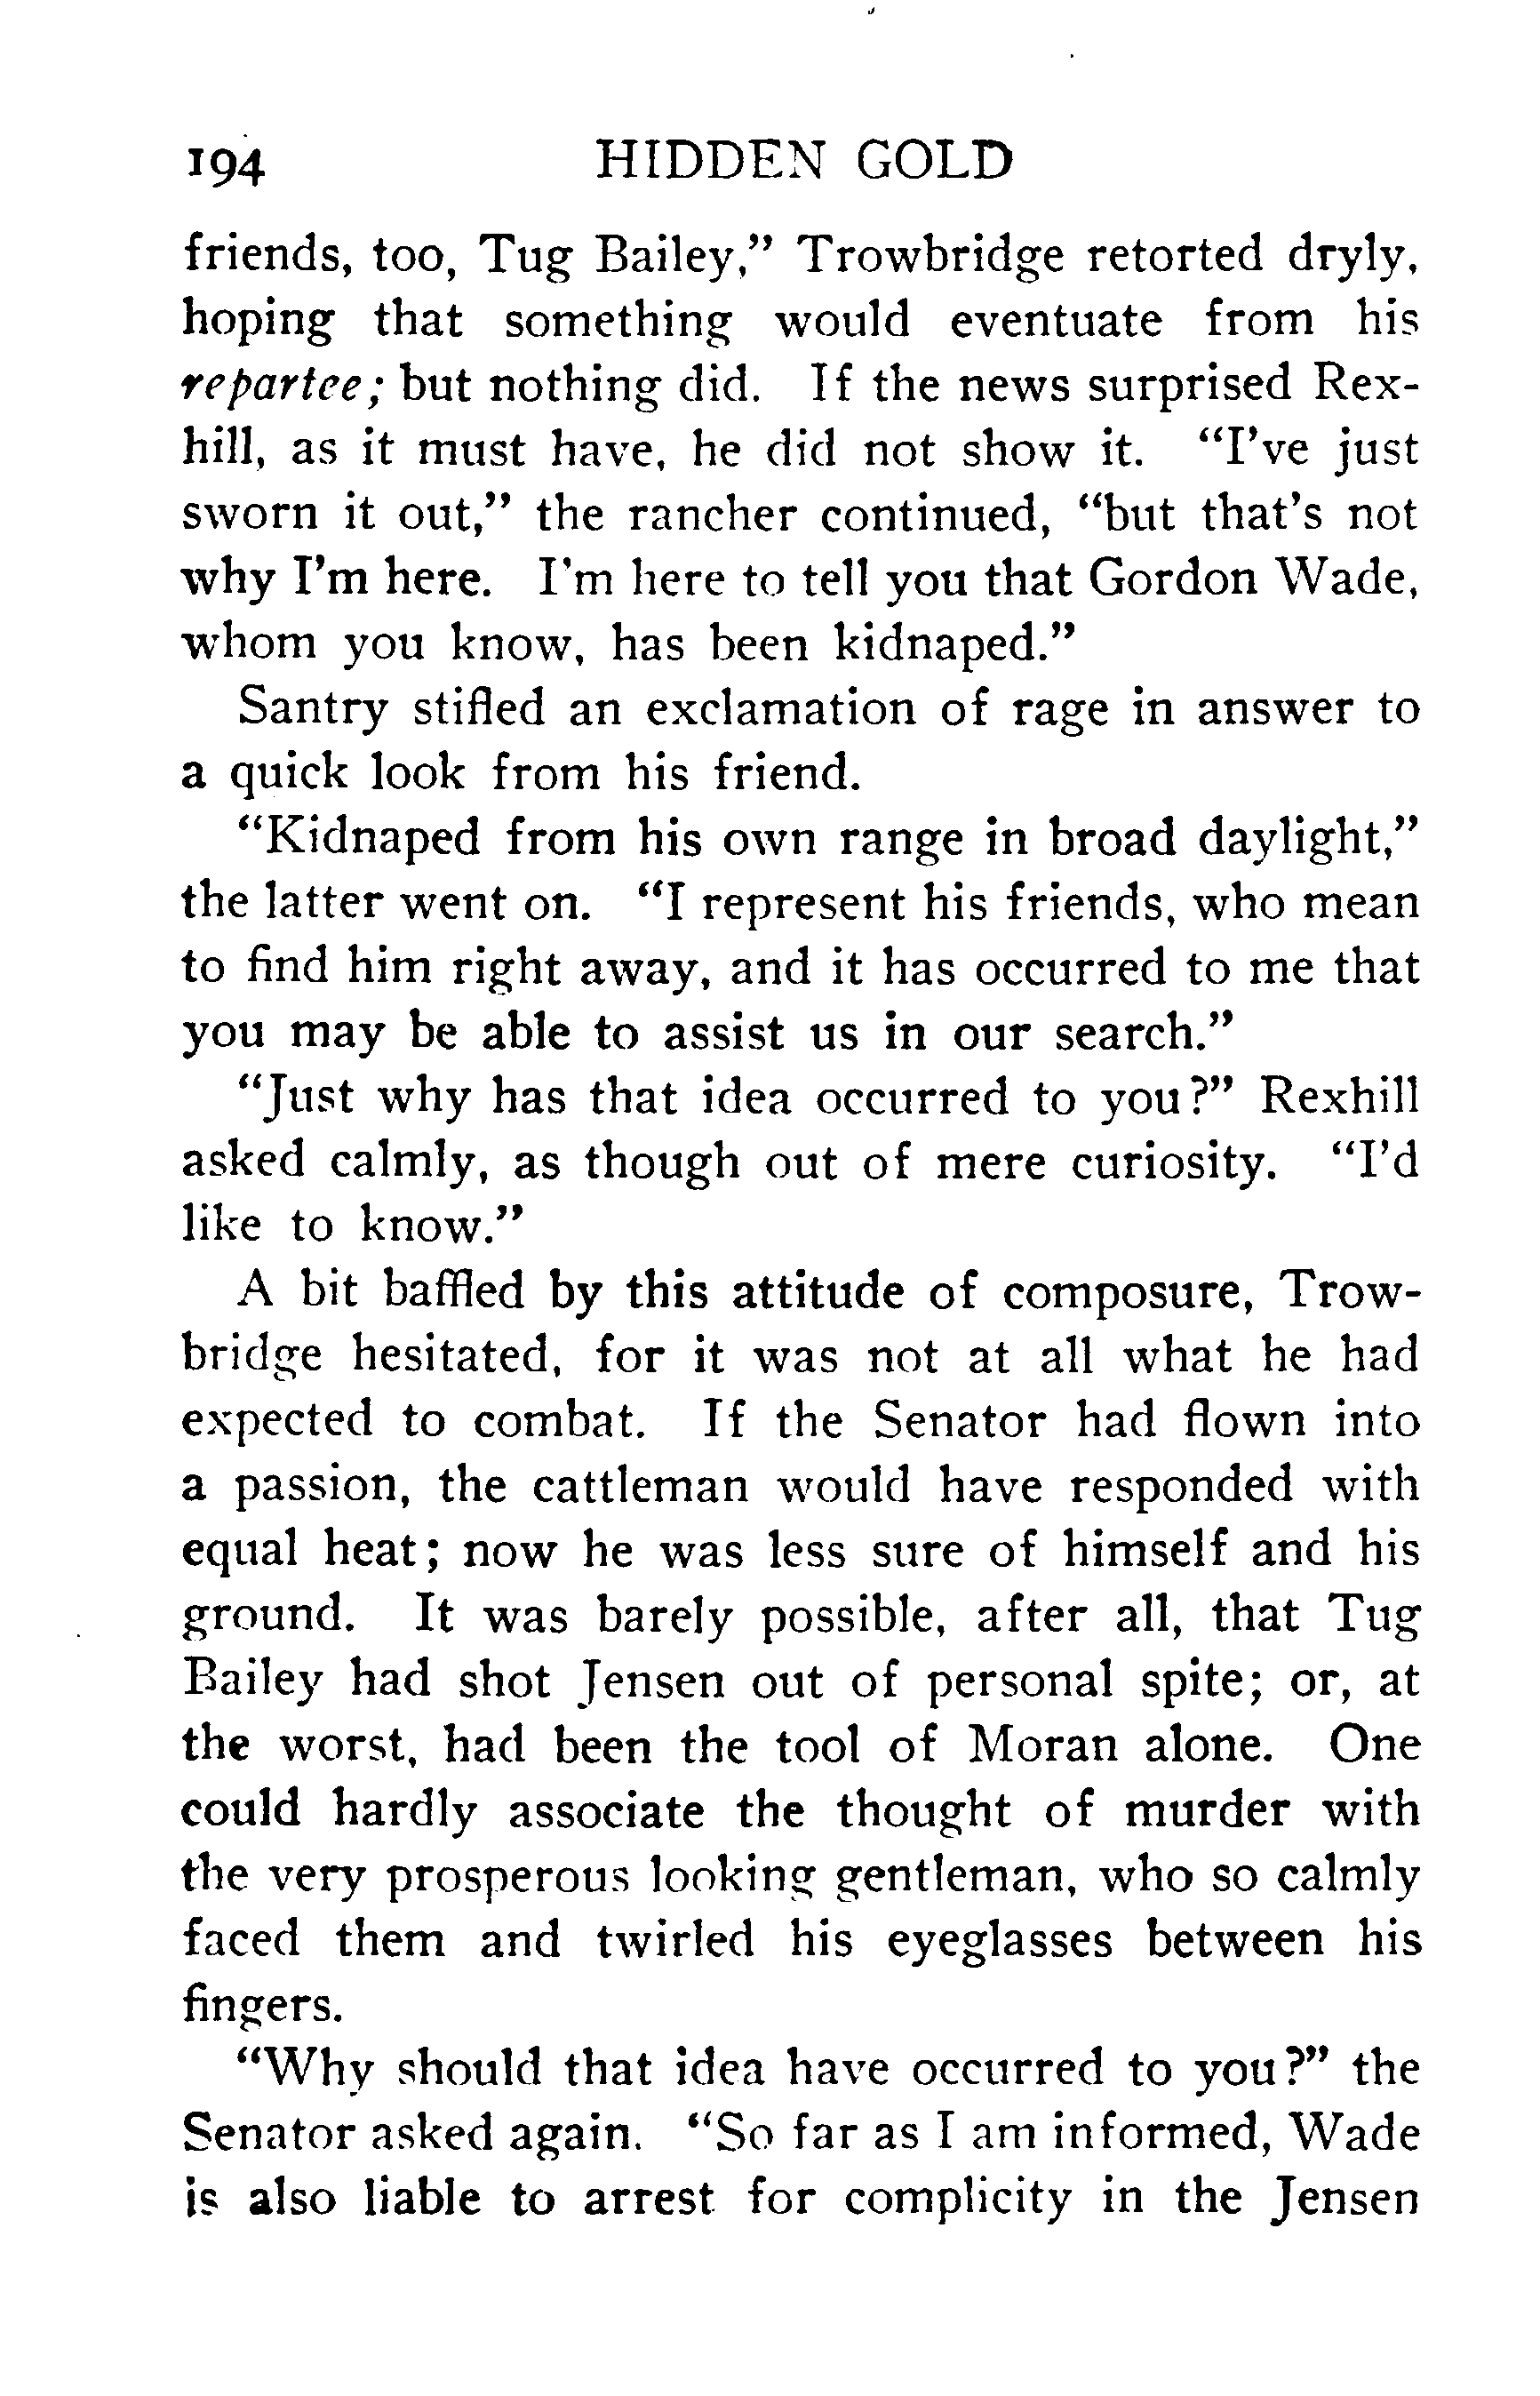 194 HIDDEN GOLD
friends, too, Tug Bailey,” Trowbridge retorted dryly,
hoping that something would eventuate from his
repartee; but nothing did. If the news surprised Rex-
hill, as it must have, he did not show it. “I’ve just
sworn it out,” the rancher continued, “but that’s not
why I’m here. I’m here to tell you that Gordon Wade,
whom you know, has been kidnaped.”
Santry stifled an exclamation of rage in answer to
a quick look from his friend.
“Kidnaped from his own range in broad daylight,”
the latter went on. “I represent his friends, who mean
to find him right away, and it has occurred to me that
you may be able to assist us in our search.”
“Just why has that idea occurred to you?” Rexhill
asked calmly, as though out of mere curiosity. “I’d
like to know.”
A bit baffled by this attitude of composure, Trow-
bridge hesitated, for it was not at all what he had
expected to combat. If the Senator had flown into
a passion, the cattleman would have responded with
equal heat; now he was less sure of himself and his
ground. It was barely possible, after all, that Tug
Bailey had shot Jensen out of personal spite; or, at
the worst, had been the tool of Moran alone. One
could hardly associate the thought of murder with
the very prosperous looking gentleman, who so calmly
faced them and twirled his eyeglasses between his
fingers.
“Why should that idea have occurred to you?” the
Senator asked again. “So far as I am informed, Wade
is also liable to arrest for complicity in the Jensen